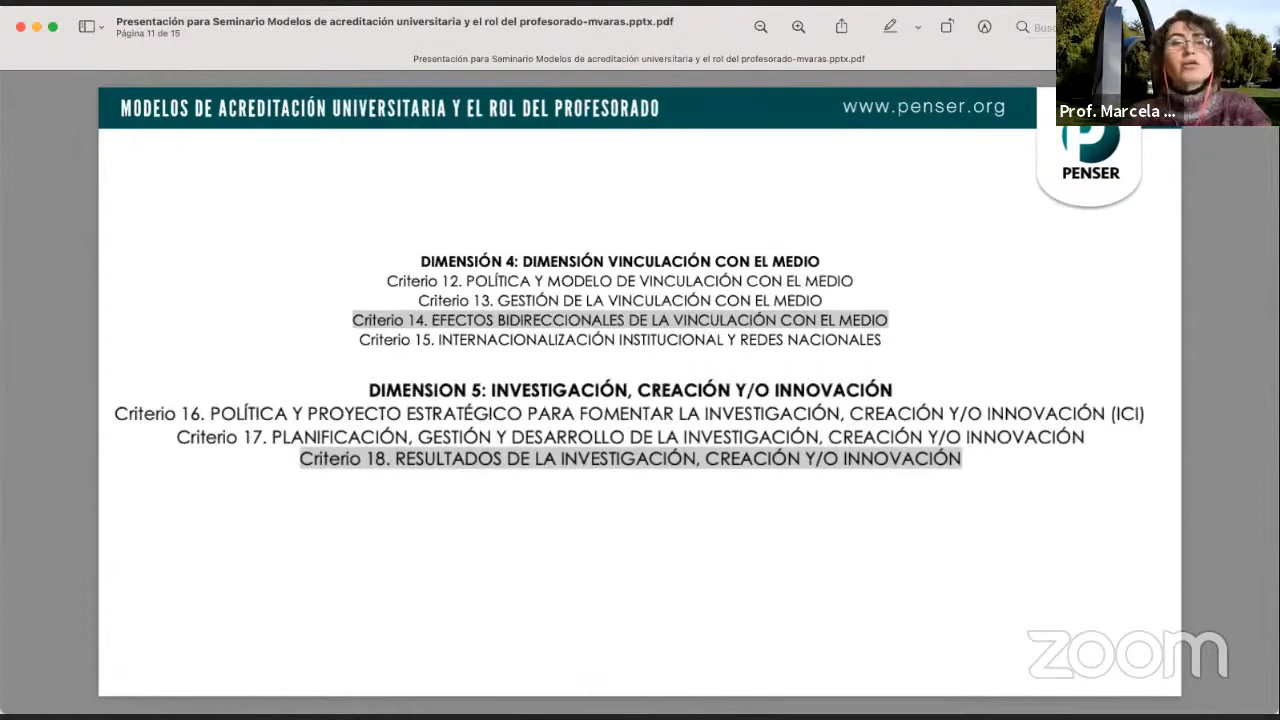 Presentación para Seminario Modelos de acreditación universitaria y el rol del profesorado-mvaras.pptx.pdf
Página 11 de 15
Presentación para Seminario Modelos de acreditación universitaria y el rol del profesorado-mvaras.pptx.pdf
MODELOS DE ACREDITACIÓN UNIVERSITARIA Y EL ROL DEL PROFESORADO
www.penser.org
Prof. Marcela ...
PENSER
DIMENSIÓN 4: DIMENSIÓN VINCULACIÓN CON EL MEDIO
Criterio 12. POLÍTICA Y MODELO DE VINCULACIÓN CON EL MEDIO
Criterio 13. GESTIÓN DE LA VINCULACIÓN CON EL MEDIO
Criterio 14. EFECTOS BIDIRECCIONALES DE LA VINCULACIÓN CON EL MEDIO
Criterio 15. INTERNACIONALIZACIÓN INSTITUCIONAL Y REDES NACIONALES
DIMENSION 5: INVESTIGACIÓN, CREACIÓN Y/O INNOVACIÓN
Criterio 16. POLÍTICA Y PROYECTO ESTRATÉGICO PARA FOMENTAR LA INVESTIGACIÓN, CREACIÓN Y/O INNOVACIÓN (ICI)
Criterio 17. PLANIFICACIÓN, GESTIÓN Y DESARROLLO DE LA INVESTIGACIÓN, CREACIÓN Y/O INNOVACIÓN
Criterio 18. RESULTADOS DE LA INVESTIGACIÓN, CREACIÓN Y/O INNOVACIÓN
zoom